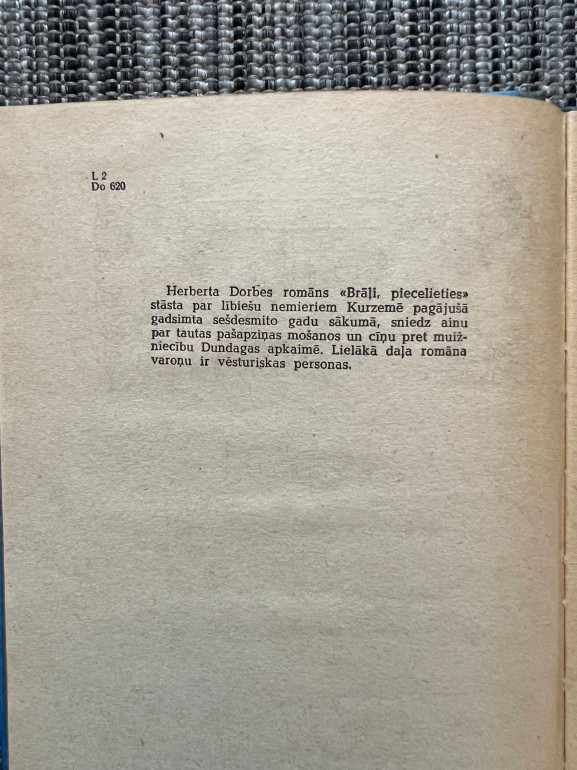 L 2
Do 620
Herberta Dorbes romāns «Brāļi, piecelieties»
stāsta par lībiešu nemieriem Kurzemē pagājušā
gadsimta sešdesmito gadu sākumā, sniedz ainu
par tautas pašapziņas mošanos un cīņu pret muiž-
niecību Dundagas apkaimē. Lielākā daļa romāna
varoņu ir vēsturiskas personas.